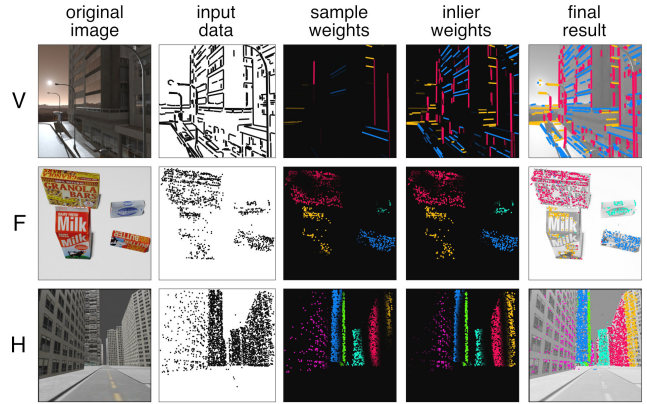 original image
input data
sample weights
inlier weights
final result
V
F
GRANOLA
BARS
Milk
Milk
H